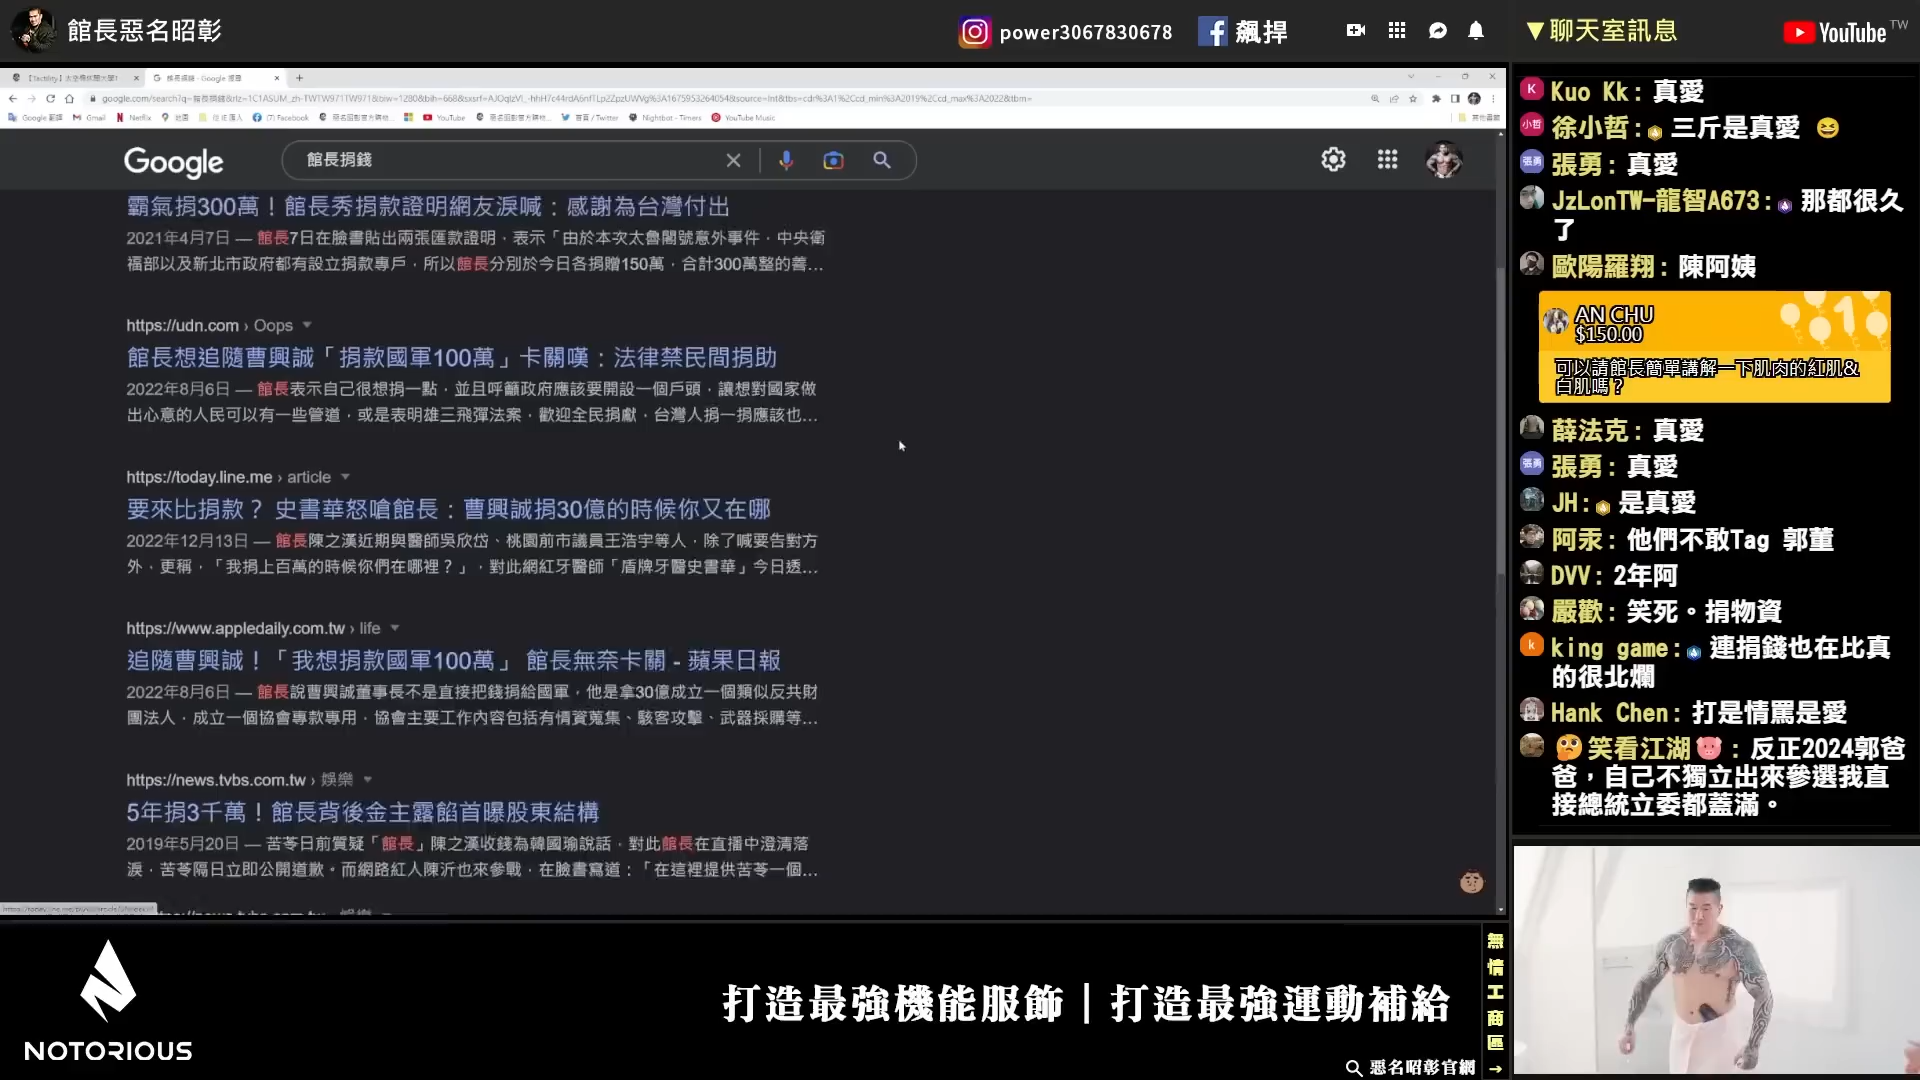 館長惡名昭彰
power3067830678
飆捍
▼聊天室訊息
YouTube TW
Google 翻譯
Gmail
Netflix
地圖
(7) Facebook
YouTube
首頁 / Twitter
Nightbot - Timers
YouTube Music
Google
館長捐錢
霸氣捐300萬！館長秀捐款證明網友淚喊：感謝為台灣付出
2021年4月7日 — 館長7日在臉書貼出兩張匯款證明，表示「由於本次太魯閣號意外事件，中央衛
福部以及新北市政府都有設立捐款專戶，所以館長分別於今日各捐贈150萬，合計300萬整的善...
https://udn.com › Oops
館長想追隨曹興誠「捐款國軍100萬」卡關嘆：法律禁民間捐助
2022年8月6日 — 館長表示自己很想捐一點，並且呼籲政府應該要開設一個戶頭，讓想對國家做
出心意的人民可以有一些管道，或是表明雄三飛彈法案，歡迎全民捐獻，台灣人捐一捐應該也...
https://today.line.me › article
要來比捐款？ 史書華怒嗆館長：曹興誠捐30億的時候你又在哪
2022年12月13日 — 館長陳之漢近期與醫師吳欣岱、桃園前市議員王浩宇等人，除了喊要告對方
外，更稱，「我捐上百萬的時候你們在哪裡？」，對此網紅牙醫師「盾牌牙醫史書華」今日透...
https://www.appledaily.com.tw › life
追隨曹興誠！「我想捐款國軍100萬」 館長無奈卡關 - 蘋果日報
2022年8月6日 — 館長說曹興誠董事長不是直接把錢捐給國軍，他是拿30億成立一個類似反共財
團法人，成立一個協會專款專用，協會主要工作內容包括有情資蒐集、駭客攻擊、武器採購等...
https://news.tvbs.com.tw › 娛樂
5年捐3千萬！館長背後金主露餡首曝股東結構
2019年5月20日 — 苦苓日前質疑「館長」陳之漢收錢為韓國瑜說話，對此館長在直播中澄清落
淚，苦苓隔日立即公開道歉。而網路紅人陳沂也來參戰，在臉書寫道：「在這裡提供苦苓一個...
Kuo Kk: 真愛
徐小哲: 三斤是真愛 😆
張勇: 真愛
JzLonTW-龍智A673: 那都很久
了
歐陽羅翔: 陳阿姨
AN CHU
$150.00
可以請館長簡單講解一下肌肉的紅肌&
白肌嗎？
薛法克: 真愛
張勇: 真愛
JH: 是真愛
阿汞: 他們不敢Tag 郭董
DVV: 2年阿
嚴歡: 笑死。捐物資
king game: 連捐錢也在比真
的很北爛
Hank Chen: 打是情罵是愛
🤔笑看江湖🐷: 反正2024郭爸
爸，自己不獨立出來參選我直
接總統立委都蓋滿。
NOTORIOUS
打造最強機能服飾｜打造最強運動補給
惡名昭彰官網
無情工商區→